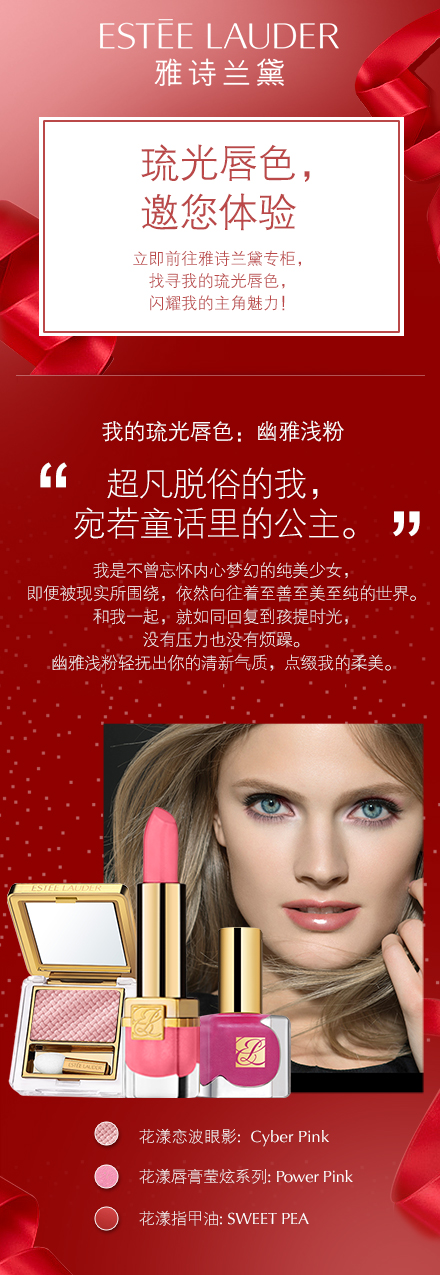 ESTĒE LAUDER
雅诗兰黛
琉光唇色，
邀您体验
立即前往雅诗兰黛专柜，
找寻我的琉光唇色，
闪耀我的主角魅力！
我的琉光唇色：幽雅浅粉
“超凡脱俗的我，
宛若童话里的公主。”
我是不曾忘怀内心梦幻的纯美少女，
即便被现实所围绕，依然向往着至善至美至纯的世界。
和我一起，就如同回复到孩提时光，
没有压力也没有烦躁。
幽雅浅粉轻抚出你的清新气质，点缀我的柔美。
ESTĒE LAUDER
ESTĒE LAUDER
花漾恋波眼影: Cyber Pink
花漾唇膏莹炫系列: Power Pink
花漾指甲油: SWEET PEA